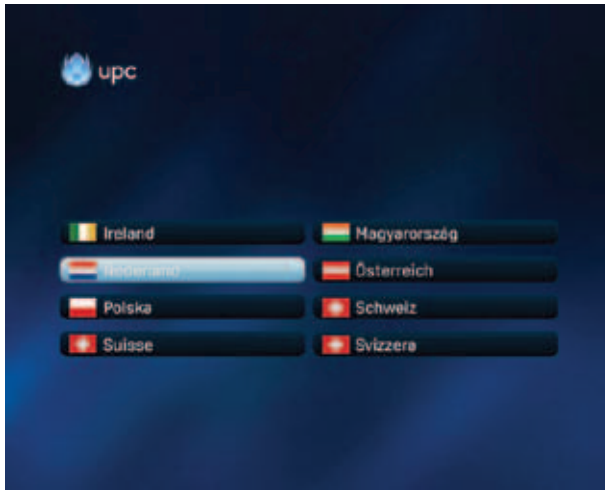 upc
Ireland
Magyarország
Nederland
Österreich
Polska
Schweiz
Suisse
Svizzera